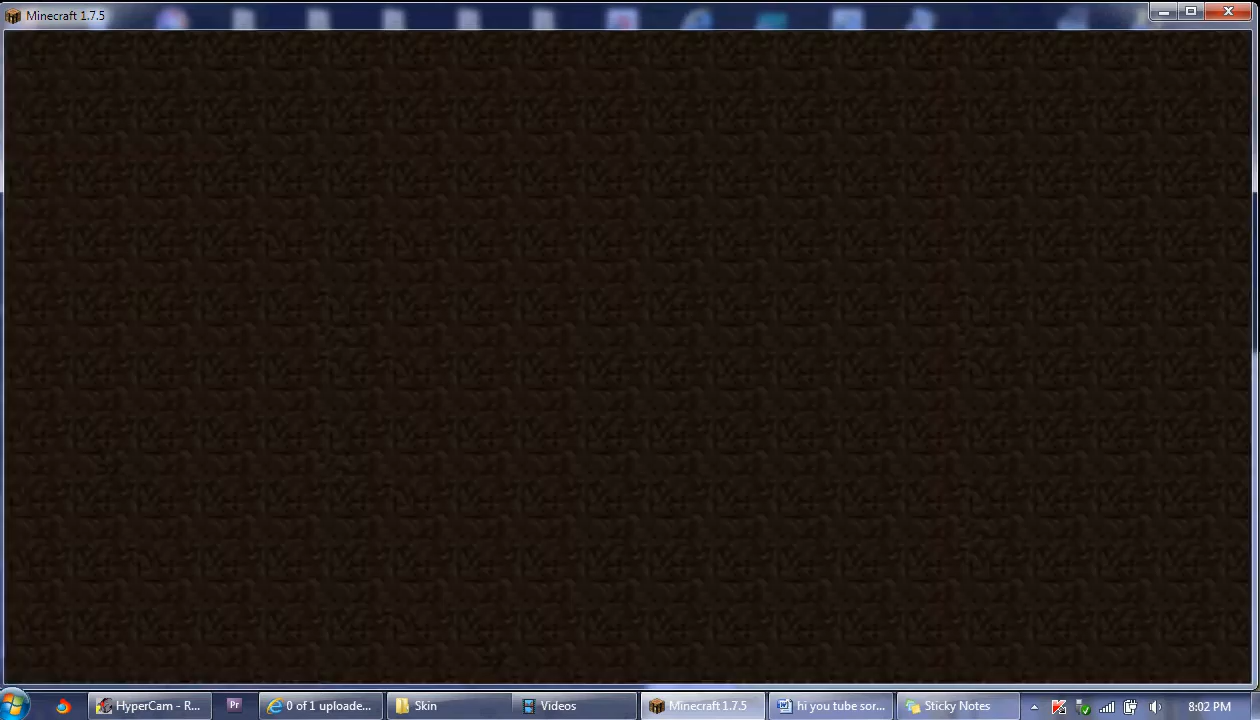 Minecraft 1.7.5
HyperCam - R...
Pr
0 of 1 uploade...
Skin
Videos
Minecraft 1.7.5
hi you tube sor...
Sticky Notes
8:02 PM